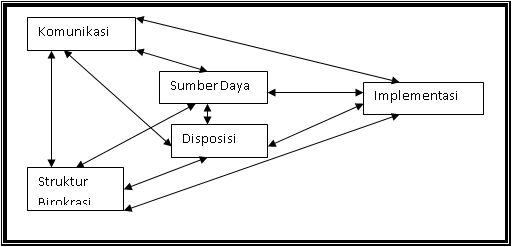 Komunikasi
Sumber Daya
Implementasi
Disposisi
Struktur
Birokrasi